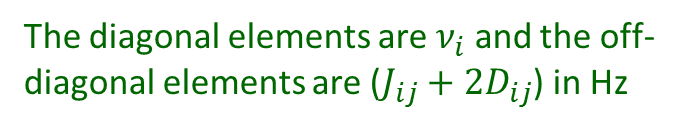 The diagonal elements are 𝜈ᵢ and the off-
diagonal elements are (𝐽ᵢⱼ + 2𝐷ᵢⱼ) in Hz